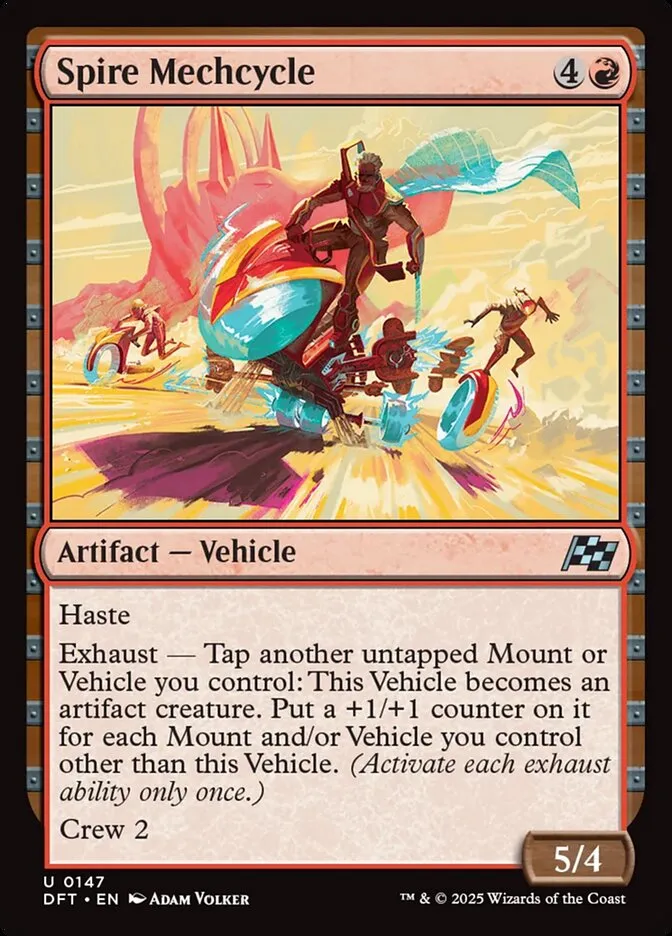 Spire Mechcycle 4
Artifact — Vehicle
Haste
Exhaust — Tap another untapped Mount or
Vehicle you control: This Vehicle becomes an
artifact creature. Put a +1/+1 counter on it
for each Mount and/or Vehicle you control
other than this Vehicle. (Activate each exhaust
ability only once.)
Crew 2
5/4
U 0147
DFT • EN Adam Volker ™ & © 2025 Wizards of the Coast